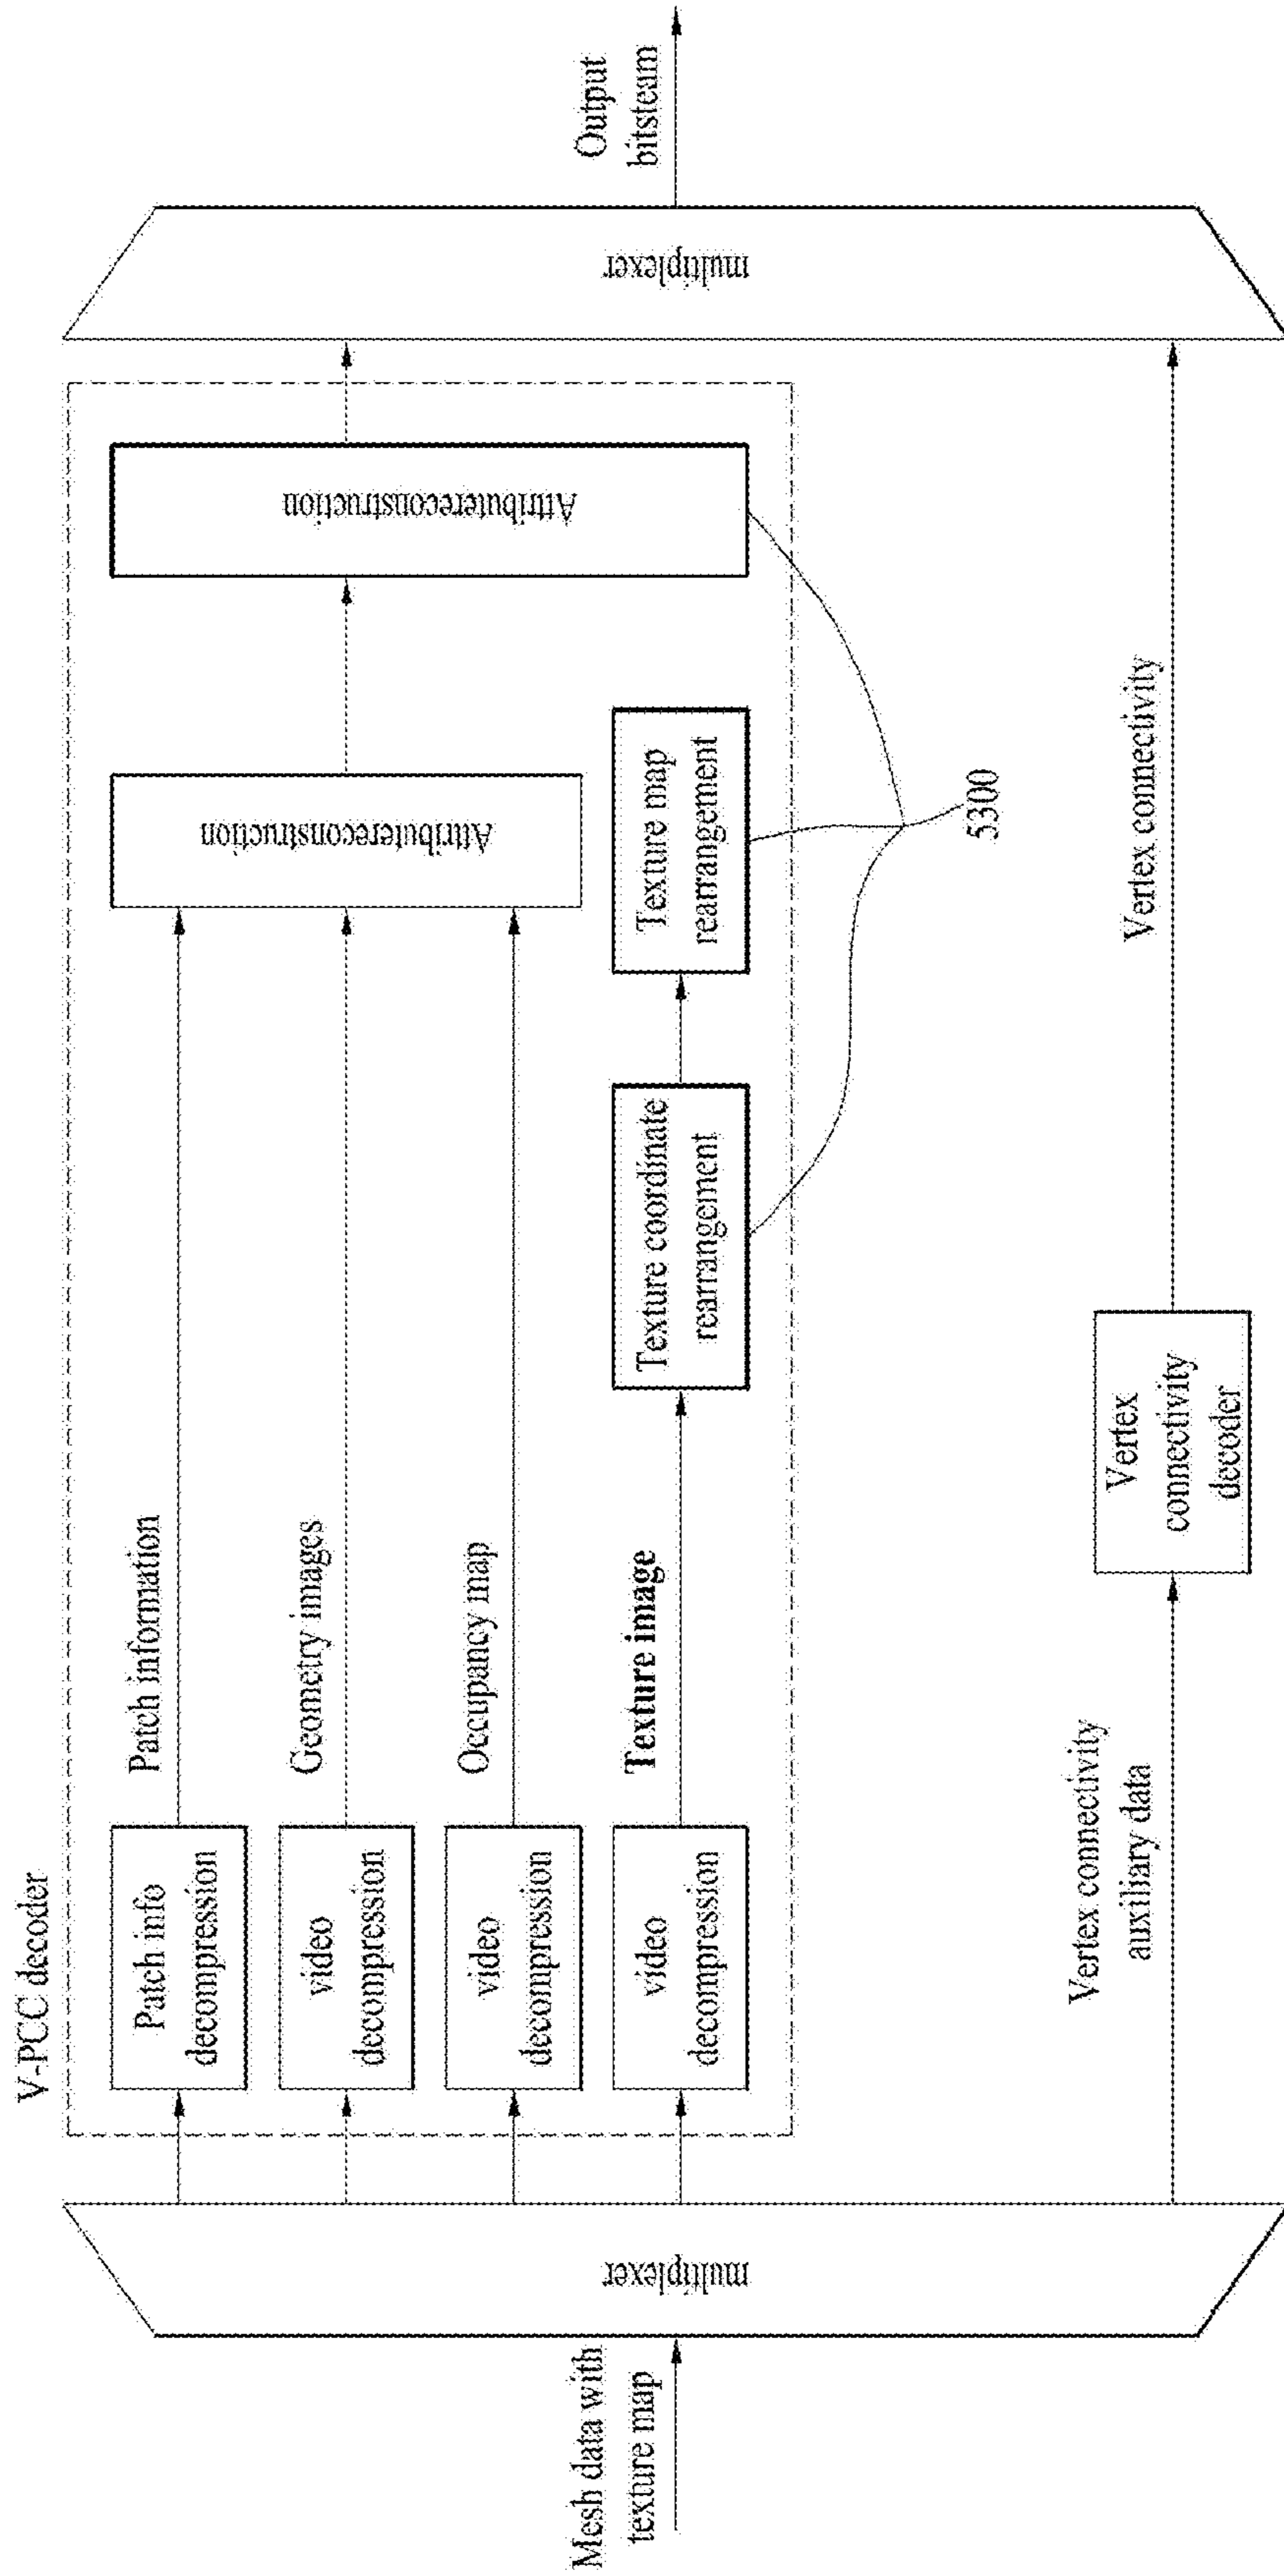 V-PCC decoder
Mesh data with
texture map
multiplexer
Patch info
decompression
Patch information
video
decompression
Geometry images
video
decompression
Occupancy map
video
decompression
Texture image
Texture coordinate
rearrangement
Texture map
rearrangement
Attributereconstruction
Attributereconstruction
5300
Vertex connectivity
auxiliary data
Vertex
connectivity
decoder
Vertex connectivity
multiplexer
Output
bitsteam